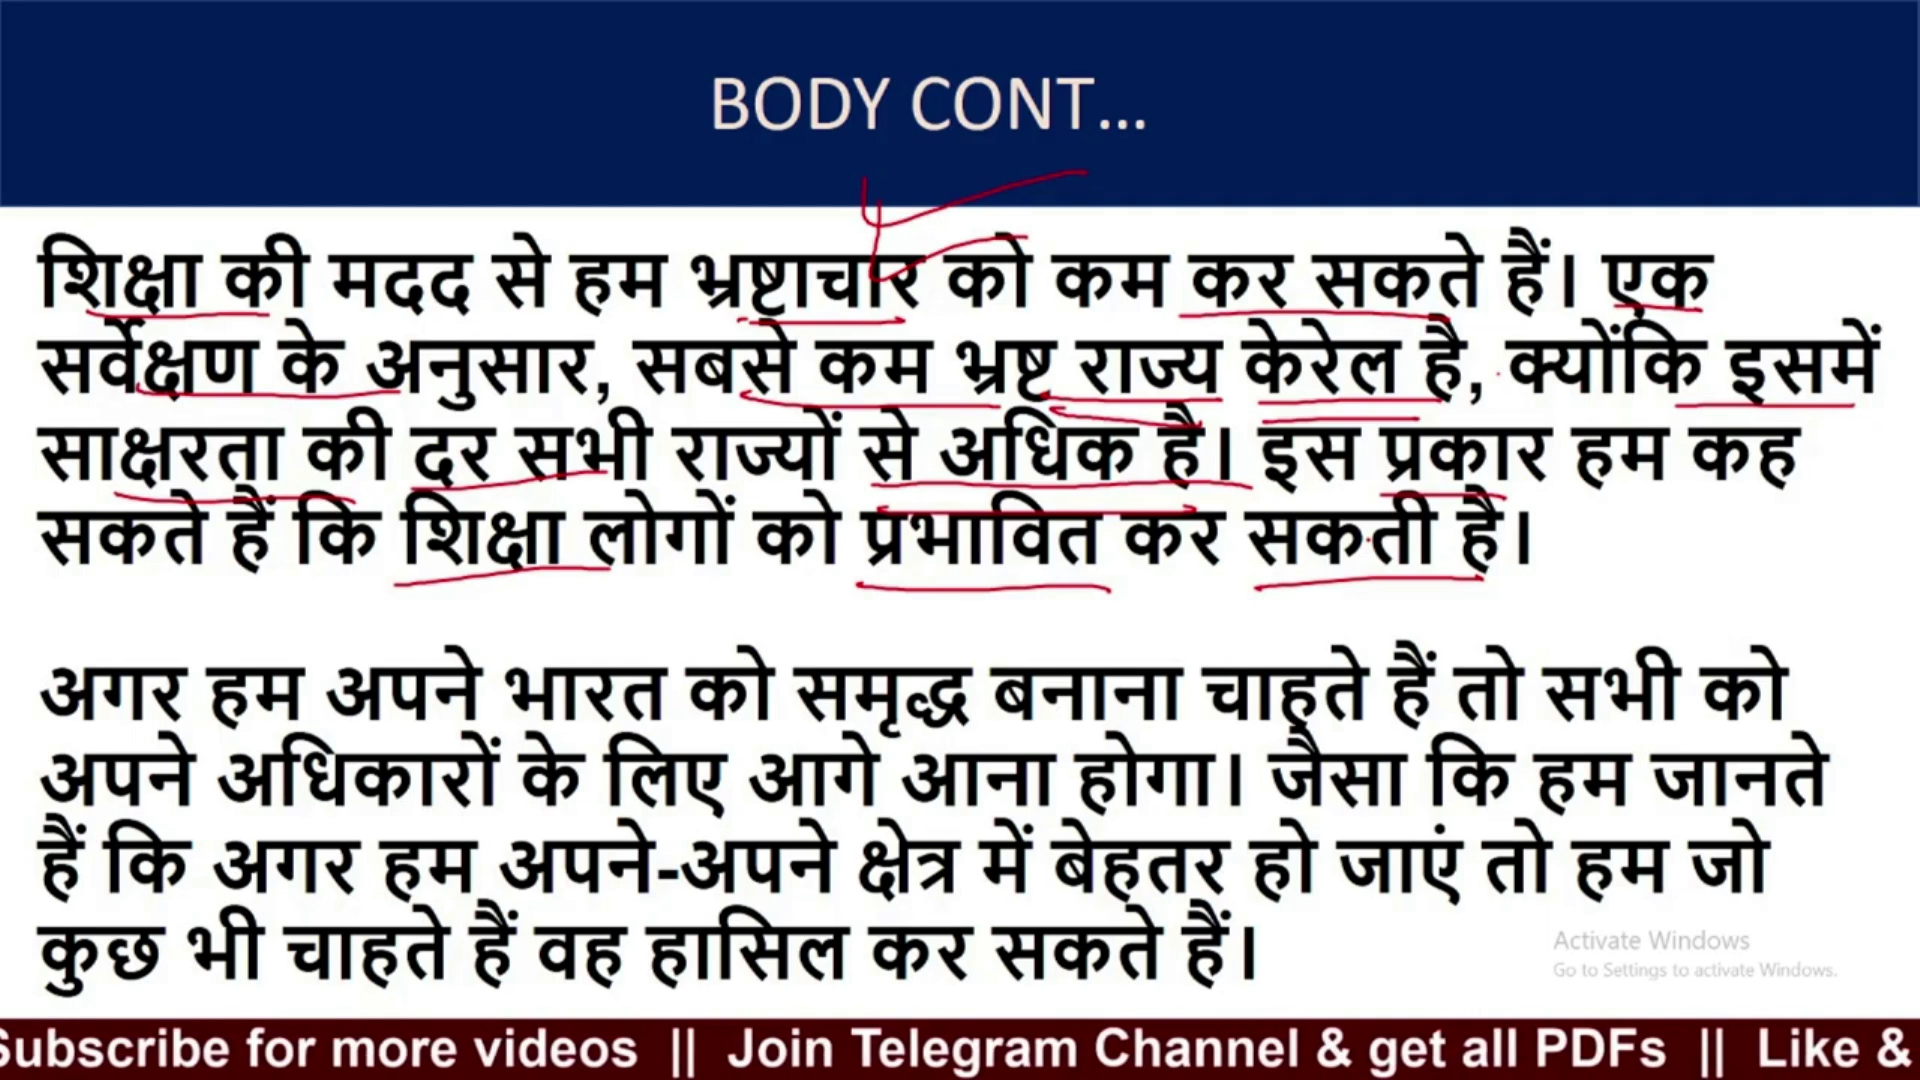 BODY CONT...
शिक्षा की मदद से हम भ्रष्टाचार को कम कर सकते हैं। एक
सर्वेक्षण के अनुसार, सबसे कम भ्रष्ट राज्य केरेल है, क्योंकि इसमें
साक्षरता की दर सभी राज्यों से अधिक है। इस प्रकार हम कह
सकते हैं कि शिक्षा लोगों को प्रभावित कर सकती है।
अगर हम अपने भारत को समृद्ध बनाना चाहते हैं तो सभी को
अपने अधिकारों के लिए आगे आना होगा। जैसा कि हम जानते
हैं कि अगर हम अपने-अपने क्षेत्र में बेहतर हो जाएं तो हम जो
कुछ भी चाहते हैं वह हासिल कर सकते हैं।
Activate Windows
Go to Settings to activate Windows.
Subscribe for more videos || Join Telegram Channel & get all PDFs || Like &